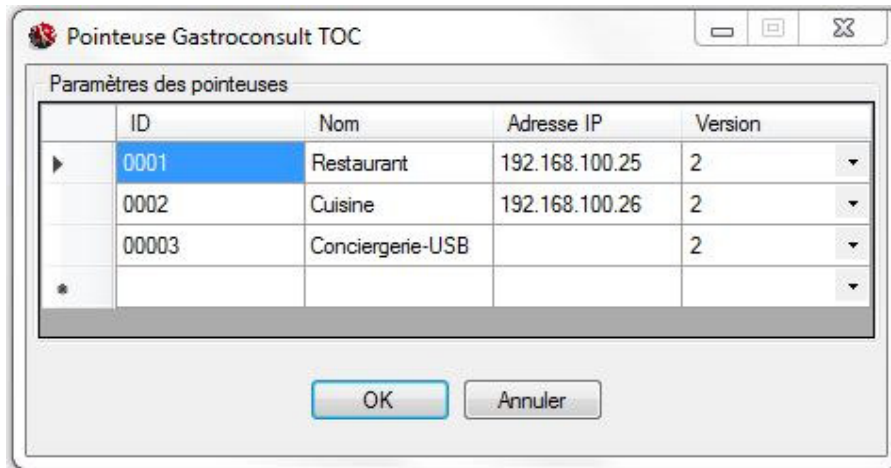 Pointeuse Gastroconsult TOC
Paramètres des pointeuses
ID Nom Adresse IP Version
0001 Restaurant 192.168.100.25 2
0002 Cuisine 192.168.100.26 2
00003 Conciergerie-USB 2
OK Annuler